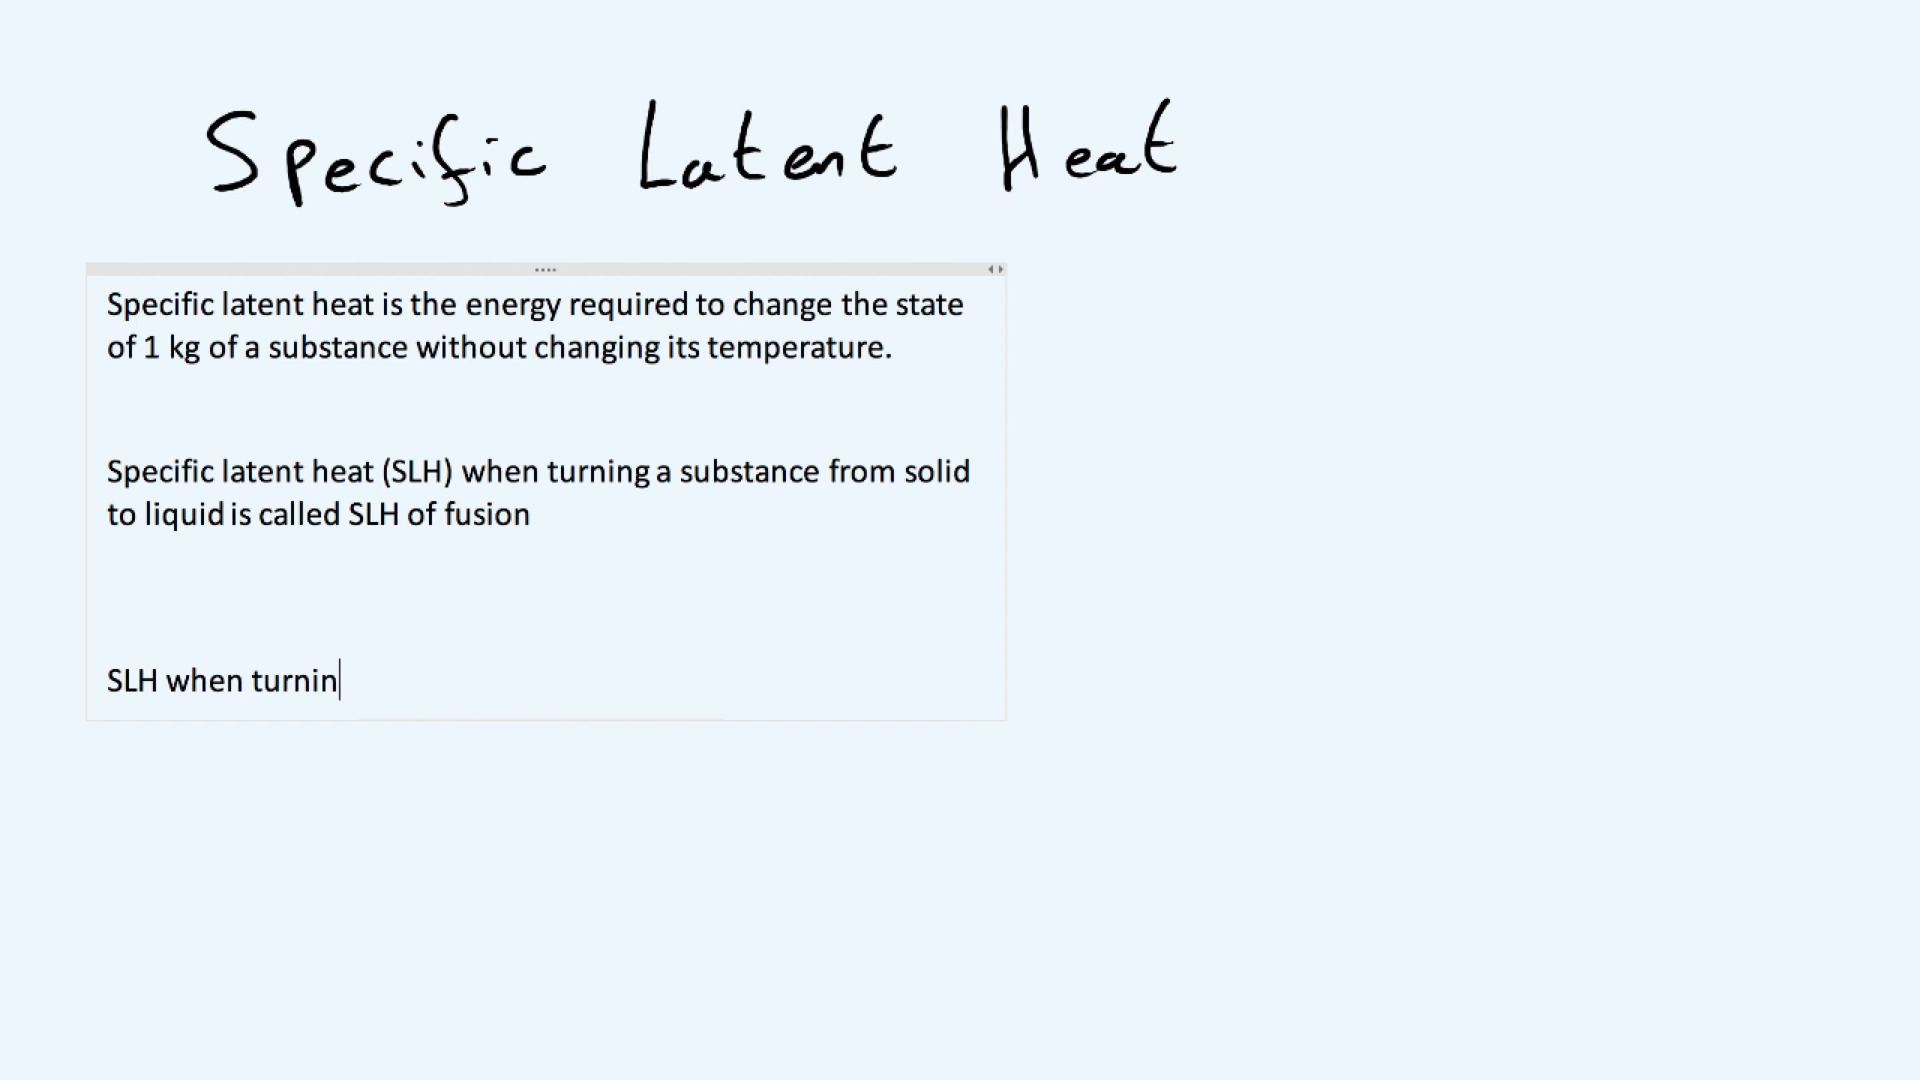 Specific Latent Heat
Specific latent heat is the energy required to change the state
of 1 kg of a substance without changing its temperature.
Specific latent heat (SLH) when turning a substance from solid
to liquid is called SLH of fusion
SLH when turnin